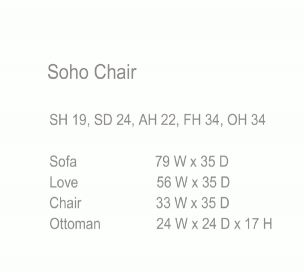 Soho Chair
SH 19, SD 24, AH 22, FH 34, OH 34
Sofa 79 W x 35 D
Love 56 W x 35 D
Chair 33 W x 35 D
Ottoman 24 W x 24 D x 17 H